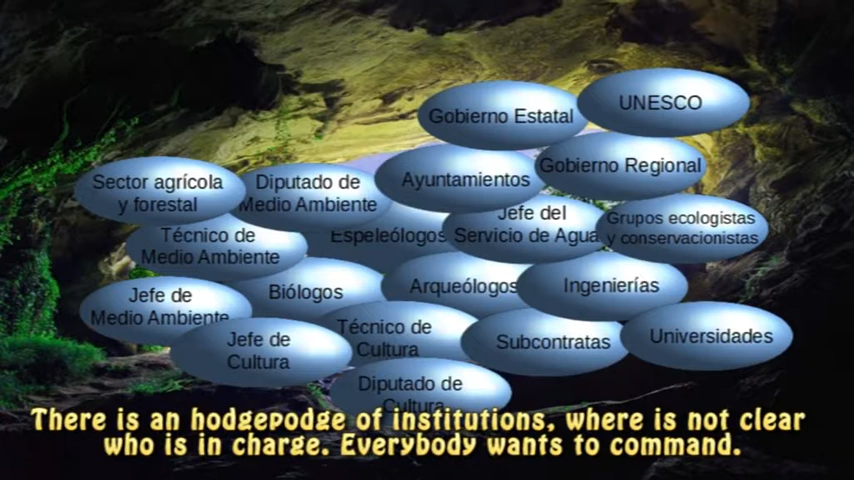 Gobierno Estatal
UNESCO
Sector agrícola
y forestal
Diputado de
Medio Ambiente
Ayuntamientos
Gobierno Regional
Técnico de
Medio Ambiente
Espeleólogos
Jefe del
Servicio de Agua
Grupos ecologistas
y conservacionistas
Jefe de
Medio Ambiente
Biólogos
Arqueólogos
Ingenierías
Jefe de
Cultura
Técnico de
Cultura
Subcontratas
Universidades
Diputado de
Cultura
There is an hodgepodge of institutions, where is not clear
who is in charge. Everybody wants to command.